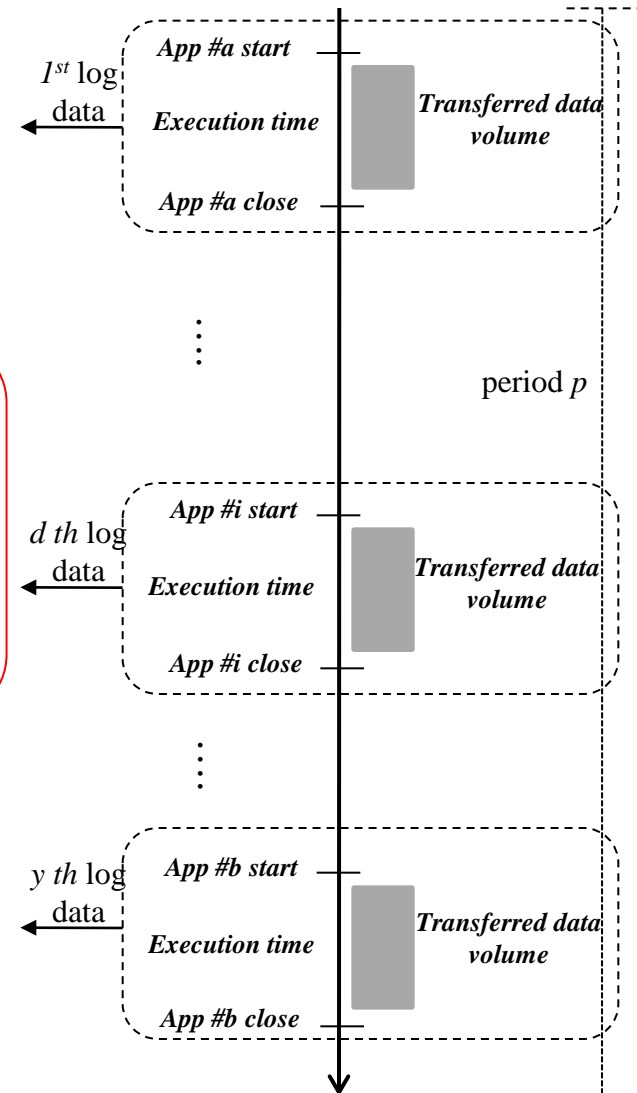 App #a start
1st log
data
Execution time
Transferred data
volume
App #a close
....
period p
App #i start
d th log
data
Execution time
Transferred data
volume
App #i close
....
App #b start
y th log
data
Execution time
Transferred data
volume
App #b close